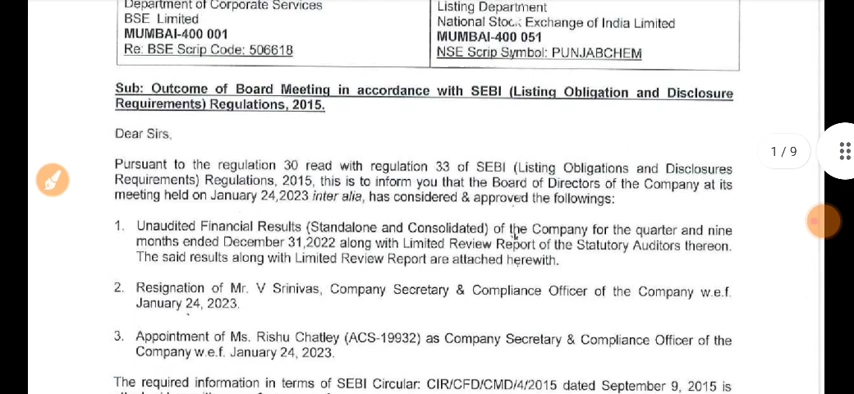 Department of Corporate Services
BSE Limited
MUMBAI-400 001
Re: BSE Scrip Code: 506618
Listing Department
National Stock Exchange of India Limited
MUMBAI-400 051
NSE Scrip Symbol: PUNJABCHEM
Sub: Outcome of Board Meeting in accordance with SEBI (Listing Obligation and Disclosure
Requirements) Regulations, 2015.
Dear Sirs,
1 / 9
Pursuant to the regulation 30 read with regulation 33 of SEBI (Listing Obligations and Disclosures
Requirements) Regulations, 2015, this is to inform you that the Board of Directors of the Company at its
meeting held on January 24,2023 inter alia, has considered & approved the followings:
1. Unaudited Financial Results (Standalone and Consolidated) of the Company for the quarter and nine
months ended December 31,2022 along with Limited Review Report of the Statutory Auditors thereon.
The said results along with Limited Review Report are attached herewith.
2. Resignation of Mr. V Srinivas, Company Secretary & Compliance Officer of the Company w.e.f.
January 24, 2023.
3. Appointment of Ms. Rishu Chatley (ACS-19932) as Company Secretary & Compliance Officer of the
Company w.e.f. January 24, 2023.
The required information in terms of SEBI Circular: CIR/CFD/CMD/4/2015 dated September 9, 2015 is